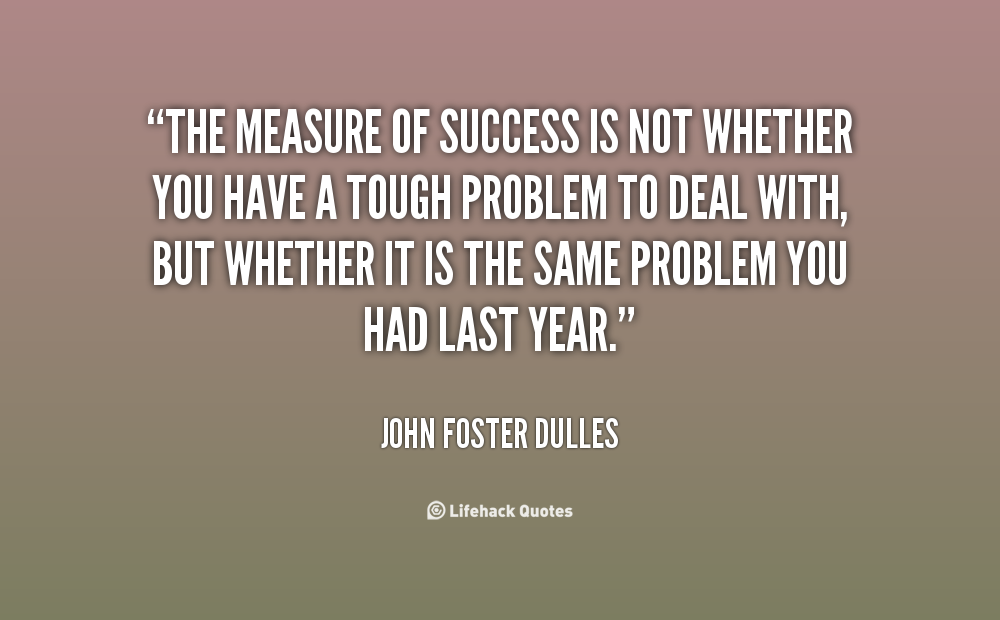 “THE MEASURE OF SUCCESS IS NOT WHETHER
YOU HAVE A TOUGH PROBLEM TO DEAL WITH,
BUT WHETHER IT IS THE SAME PROBLEM YOU
HAD LAST YEAR.”
JOHN FOSTER DULLES
Lifehack Quotes